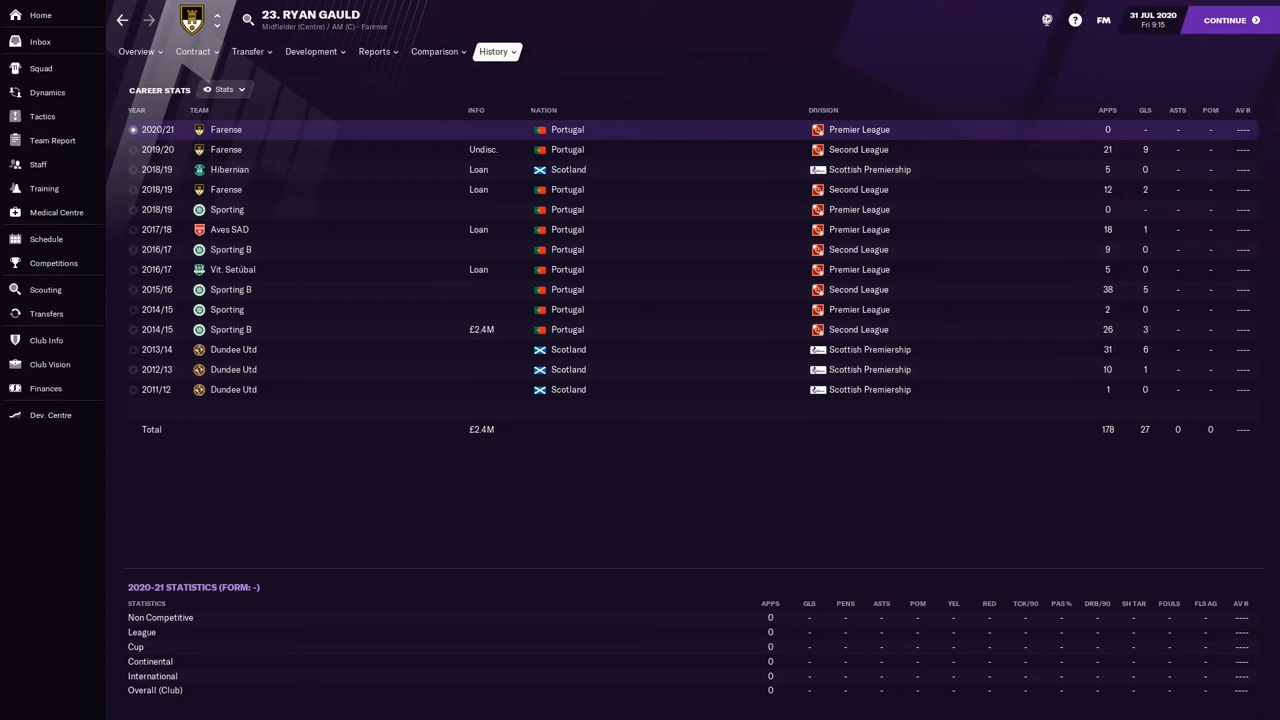 Home
Inbox
Squad
Dynamics
Tactics
Team Report
Staff
Training
Medical Centre
Schedule
Competitions
Scouting
Transfers
Club Info
Club Vision
Finances
Dev. Centre
23. RYAN GAULD
Midfielder (Centre) / AM (C) - Farense
? FM 31 JUL 2020 Fri 9:15 CONTINUE
Overview Contract Transfer Development Reports Comparison History
CAREER STATS Stats
YEAR TEAM INFO NATION DIVISION APPS GLS ASTS POM AV R
2020/21 Farense Portugal Premier League 0 - - - ----
2019/20 Farense Undisc. Portugal Second League 21 9 - - ----
2018/19 Hibernian Loan Scotland Scottish Premiership 5 0 - - ----
2018/19 Farense Loan Portugal Second League 12 2 - - ----
2018/19 Sporting Portugal Premier League 0 - - - ----
2017/18 Aves SAD Loan Portugal Premier League 18 1 - - ----
2016/17 Sporting B Portugal Second League 9 0 - - ----
2016/17 Vit. Setúbal Loan Portugal Premier League 5 0 - - ----
2015/16 Sporting B Portugal Second League 38 5 - - ----
2014/15 Sporting Portugal Premier League 2 0 - - ----
2014/15 Sporting B £2.4M Portugal Second League 26 3 - - ----
2013/14 Dundee Utd Scotland Scottish Premiership 31 6 - - ----
2012/13 Dundee Utd Scotland Scottish Premiership 10 1 - - ----
2011/12 Dundee Utd Scotland Scottish Premiership 1 0 - - ----
Total £2.4M 178 27 0 0 ----
2020-21 STATISTICS (FORM: -)
STATISTICS APPS GLS PENS ASTS POM YEL RED TCK/90 PAS % DRB/90 SH TAR FOULS FLS AG AV R
Non Competitive 0 - - - - - - - - - - - - ----
League 0 - - - - - - - - - - - - ----
Cup 0 - - - - - - - - - - - - ----
Continental 0 - - - - - - - - - - - - ----
International 0 - - - - - - - - - - - - ----
Overall (Club) 0 - - - - - - - - - - - - ----